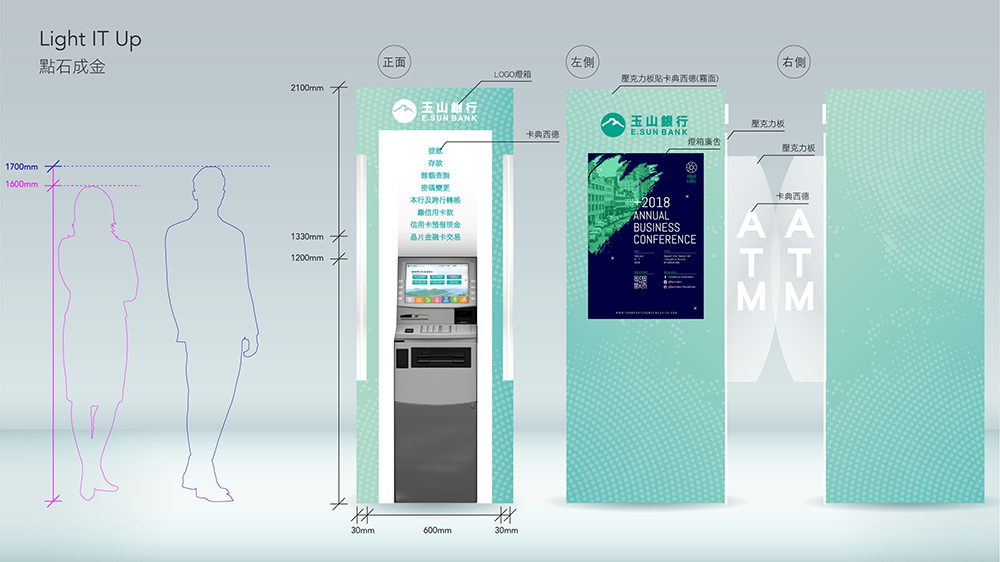 Light IT Up
點石成金
正面
左側
右側
2100mm
1700mm
1600mm
1330mm
1200mm
30mm
600mm
30mm
LOGO燈箱
玉山銀行
E.SUN BANK
卡典西德
提款
存款
餘額查詢
密碼變更
本行及跨行轉帳
繳信用卡款
信用卡預借現金
晶片金融卡交易
壓克力板貼卡典西德(霧面)
玉山銀行
E.SUN BANK
燈箱廣告
YOUR
LOGO
+2018
ANNUAL
BUSINESS
CONFERENCE
壓克力板
壓克力板
卡典西德
ATM
ATM